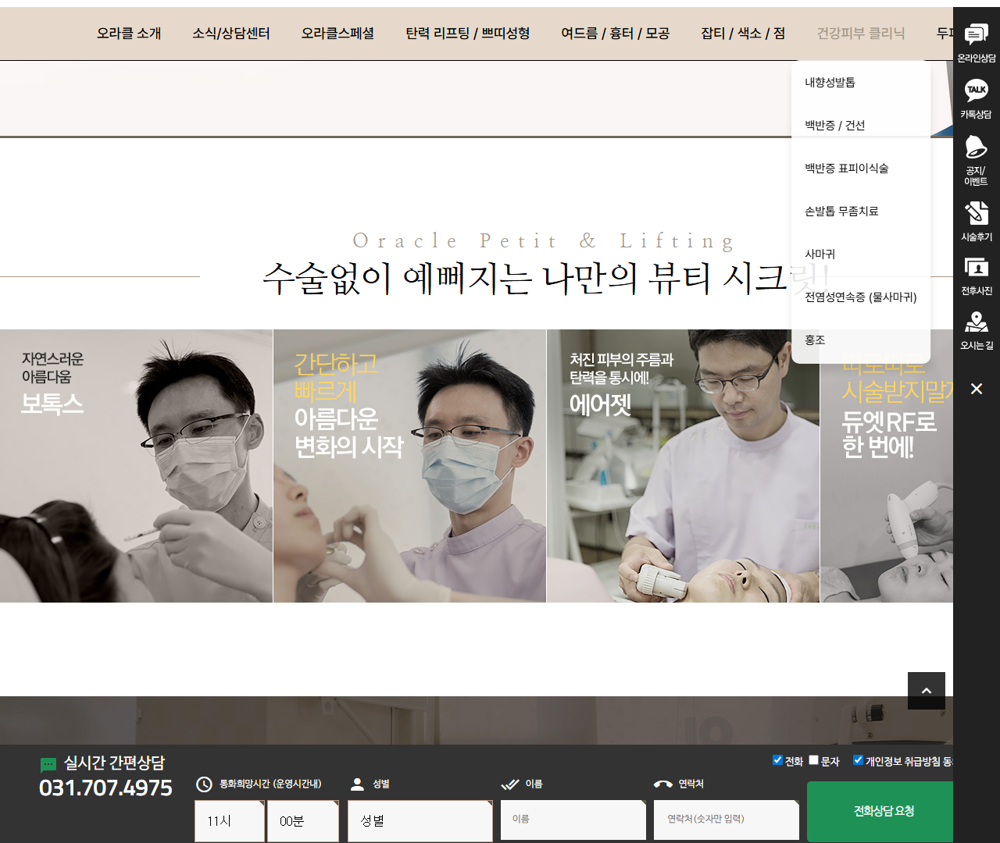 오라클 소개
소식/상담센터
오라클스페셜
탄력 리프팅 / 쁘띠성형
여드름 / 흉터 / 모공
잡티 / 색소 / 점
건강피부 클리닉
내향성발톱
백반증 / 건선
백반증 표피이식술
손발톱 무좀치료
사마귀
전염성연속증 (물사마귀)
홍조
온라인상담
TALK
카톡상담
공지/
이벤트
시술후기
전후사진
오시는 길
Oracle Petit & Lifting
수술없이 예뻐지는 나만의 뷰티 시크릿!
자연스러운
아름다움
보톡스
간단하고
빠르게
아름다운
변화의 시작
처진 피부의 주름과
탄력을 통시에!
에어젯
따로따로
시술받지말
듀엣RF로
한 번에!
실시간 간편상담
031.707.4975
통화희망시간 (운영시간내)
11시
00분
성별
성별
이름
이름
연락처
연락처(숫자만 입력)
전화
문자
개인정보 취급방침
전화상담 요청